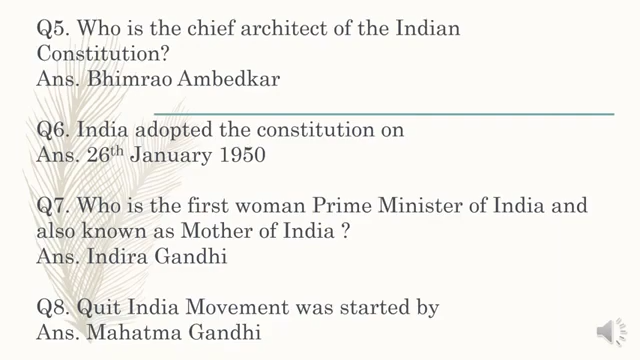 Q5. Who is the chief architect of the Indian
Constitution?
Ans. Bhimrao Ambedkar
Q6. India adopted the constitution on
Ans. 26th January 1950
Q7. Who is the first woman Prime Minister of India and
also known as Mother of India ?
Ans. Indira Gandhi
Q8. Quit India Movement was started by
Ans. Mahatma Gandhi